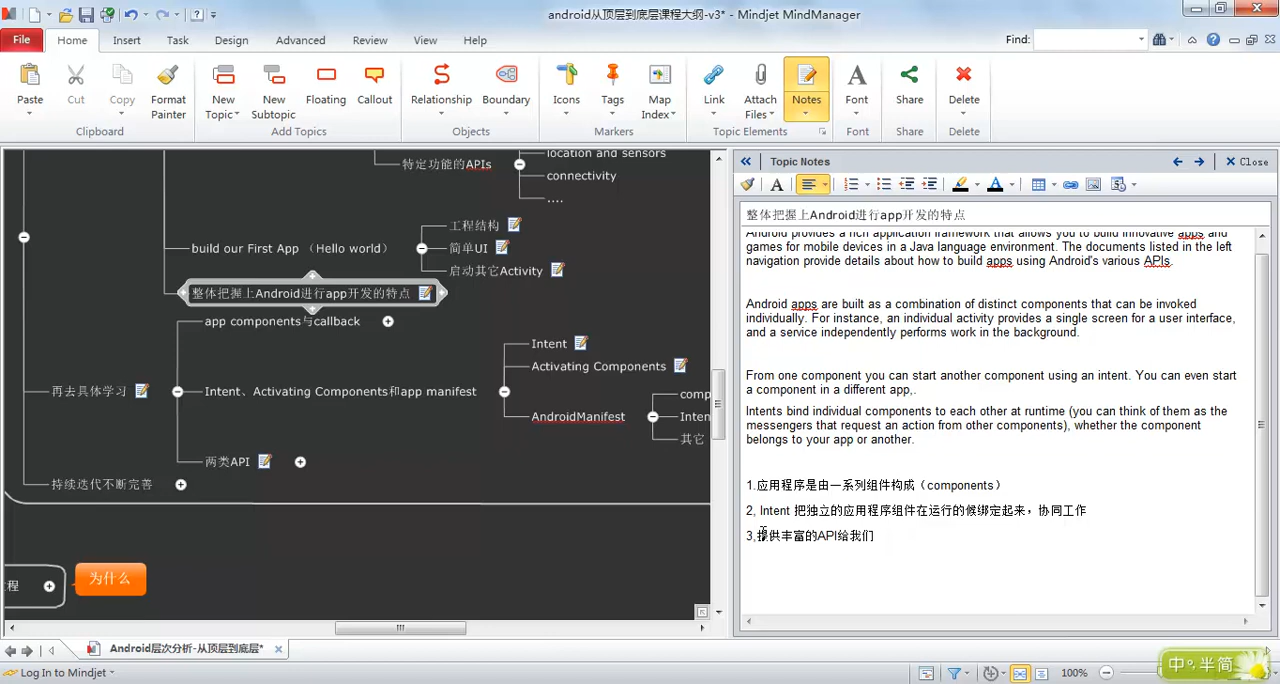 android从顶层到底层课程大纲-v3* - Mindjet MindManager
File Home Insert Task Design Advanced Review View Help Find:
Paste Cut Copy Format Painter New Topic New Subtopic Floating Callout Relationship Boundary Icons Tags Map Index Link Attach Files Notes Font Share Delete
Clipboard Add Topics Objects Markers Topic Elements Font Share Delete
location and sensors
特定功能的APIs
connectivity
....
工程结构
build our First App （Hello world）
简单UI
启动其它Activity
整体把握上Android进行app开发的特点
app components与callback
Intent
Activating Components
再去具体学习
Intent、Activating Components和app manifest
comp
AndroidManifest
Inten
其它
两类API
持续迭代不断完善
程
为什么
Topic Notes
Close
整体把握上Android进行app开发的特点
Android provides a rich application framework that allows you to build innovative apps and
games for mobile devices in a Java language environment. The documents listed in the left
navigation provide details about how to build apps using Android's various APIs.
Android apps are built as a combination of distinct components that can be invoked
individually. For instance, an individual activity provides a single screen for a user interface,
and a service independently performs work in the background.
From one component you can start another component using an intent. You can even start
a component in a different app,.
Intents bind individual components to each other at runtime (you can think of them as the
messengers that request an action from other components), whether the component
belongs to your app or another.
1.应用程序是由一系列组件构成（components）
2, Intent 把独立的应用程序组件在运行的候绑定起来，协同工作
3,提供丰富的API给我们
Android层次分析-从顶层到底层*
Log In to Mindjet
100%
中°,半简